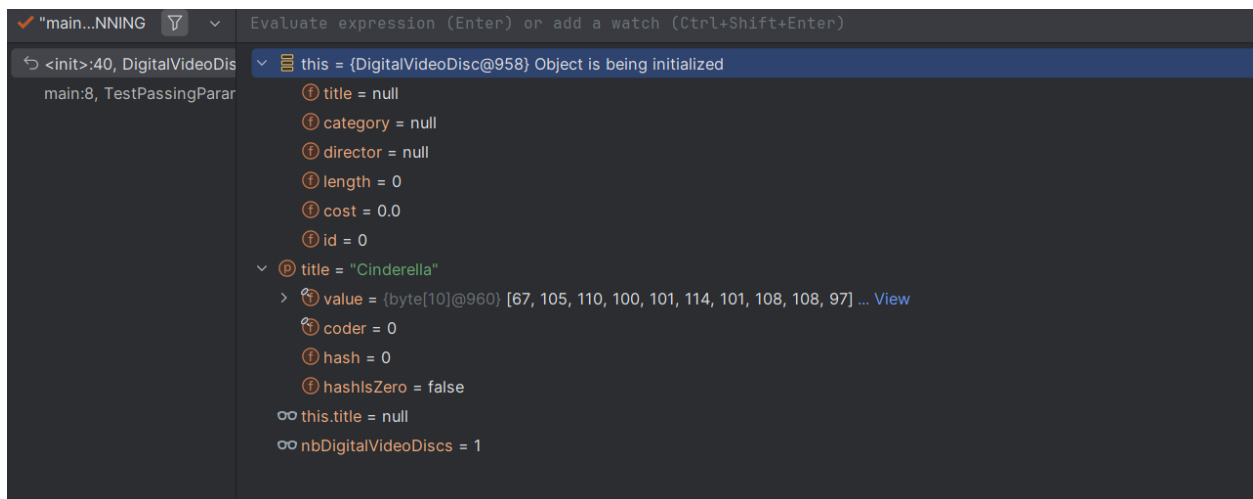 "main...NNING Evaluate expression (Enter) or add a watch (Ctrl+Shift+Enter)
<init>:40, DigitalVideoDis
main:8, TestPassingParar
this = {DigitalVideoDisc@958} Object is being initialized
title = null
category = null
director = null
length = 0
cost = 0.0
id = 0
title = "Cinderella"
value = {byte[10]@960} [67, 105, 110, 100, 101, 114, 101, 108, 108, 97] ... View
coder = 0
hash = 0
hashIsZero = false
this.title = null
nbDigitalVideoDiscs = 1